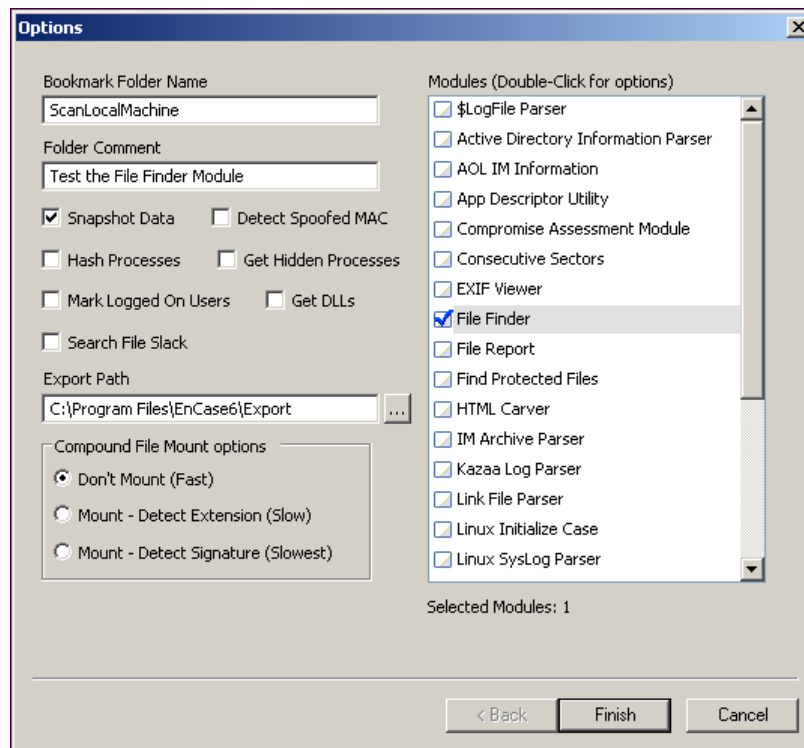 Options
Bookmark Folder Name
ScanLocalMachine
Folder Comment
Test the File Finder Module
Snapshot Data
Detect Spoofed MAC
Hash Processes
Get Hidden Processes
Mark Logged On Users
Get DLLs
Search File Slack
Export Path
C:\Program Files\EnCase6\Export
...
Compound File Mount options
Don't Mount (Fast)
Mount - Detect Extension (Slow)
Mount - Detect Signature (Slowest)
Modules (Double-Click for options)
$LogFile Parser
Active Directory Information Parser
AOL IM Information
App Descriptor Utility
Compromise Assessment Module
Consecutive Sectors
EXIF Viewer
File Finder
File Report
Find Protected Files
HTML Carver
IM Archive Parser
Kazaa Log Parser
Link File Parser
Linux Initialize Case
Linux SysLog Parser
Selected Modules: 1
< Back
Finish
Cancel